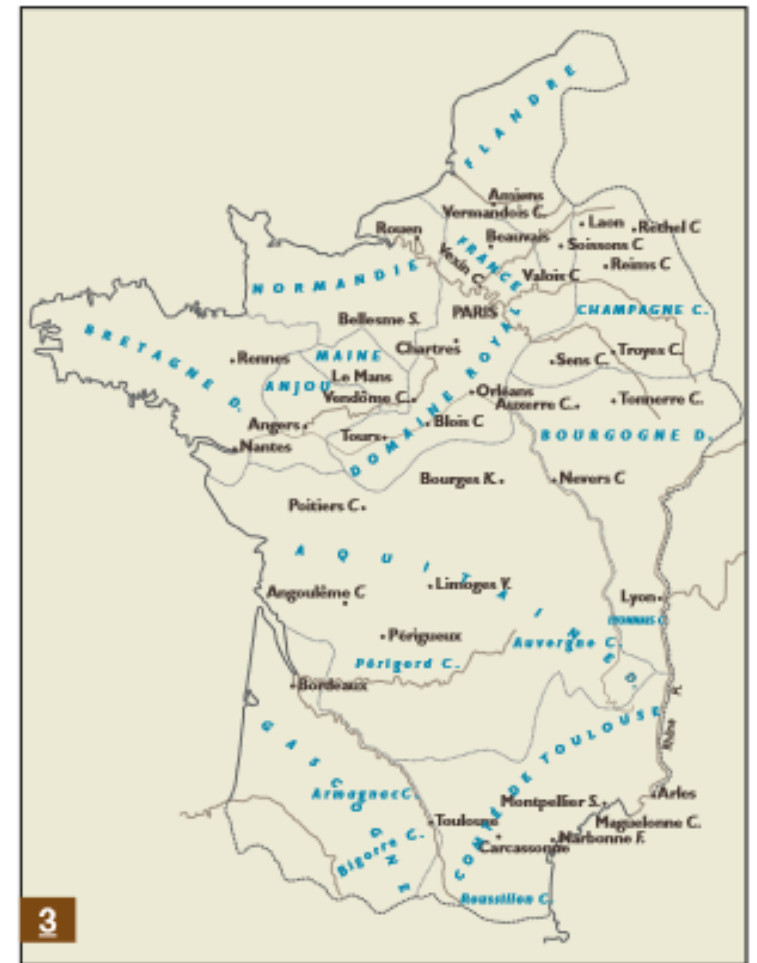 FLANDRE
Amiens
Vermandois C.
Laon
Rethel C
Rouen
Beauvais
Soissons C
FRANCE
Vexin C.
Reims C
Valois C
NORMANDIE
PARIS
CHAMPAGNE C.
Bellesme S.
BRETAGNE D.
Rennes
MAINE
Chartres
Sens C.
Troyes C.
Le Mans
ANJOU
Vendôme C.
Orléans
Auxerre C.
Tonnerre C.
DOMAINE ROYAL
Angers
Tours
Blois C
BOURGOGNE D.
Nantes
Bourges K.
Nevers C
Poitiers C.
AQUITAINE D.
Limoges V.
Angoulême C
Lyon
LYONNAIS C.
Périgueux
Auvergne C.
Périgord C.
Bordeaux
Rhône R.
GASCOGNE
COMTÉ DE TOULOUSE
Armagnac C.
Montpellier S.
Arles
Toulouse
Maguelonne C.
Bigorre C.
Carcassonne
Narbonne F.
Roussillon C.
3